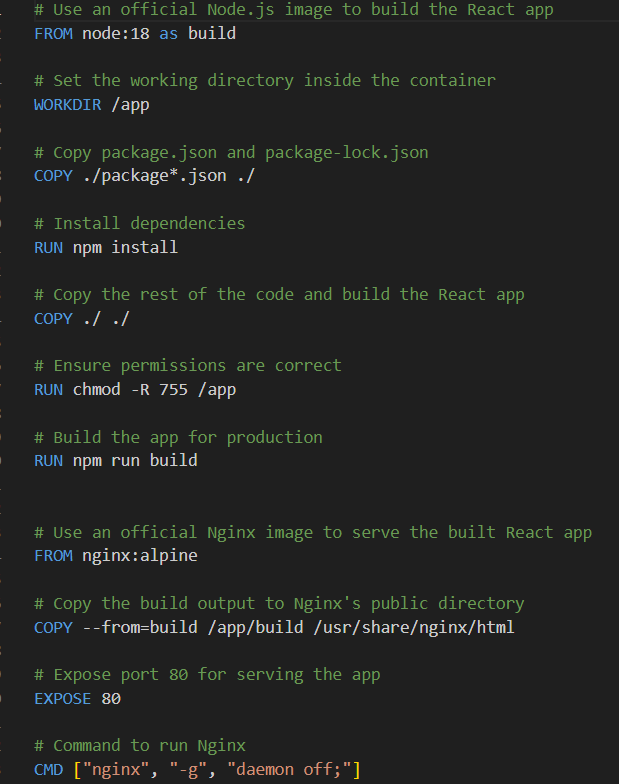 # Use an official Node.js image to build the React app
FROM node:18 as build
# Set the working directory inside the container
WORKDIR /app
# Copy package.json and package-lock.json
COPY ./package*.json ./
# Install dependencies
RUN npm install
# Copy the rest of the code and build the React app
COPY ./ ./
# Ensure permissions are correct
RUN chmod -R 755 /app
# Build the app for production
RUN npm run build
# Use an official Nginx image to serve the built React app
FROM nginx:alpine
# Copy the build output to Nginx's public directory
COPY --from=build /app/build /usr/share/nginx/html
# Expose port 80 for serving the app
EXPOSE 80
# Command to run Nginx
CMD ["nginx", "-g", "daemon off;"]